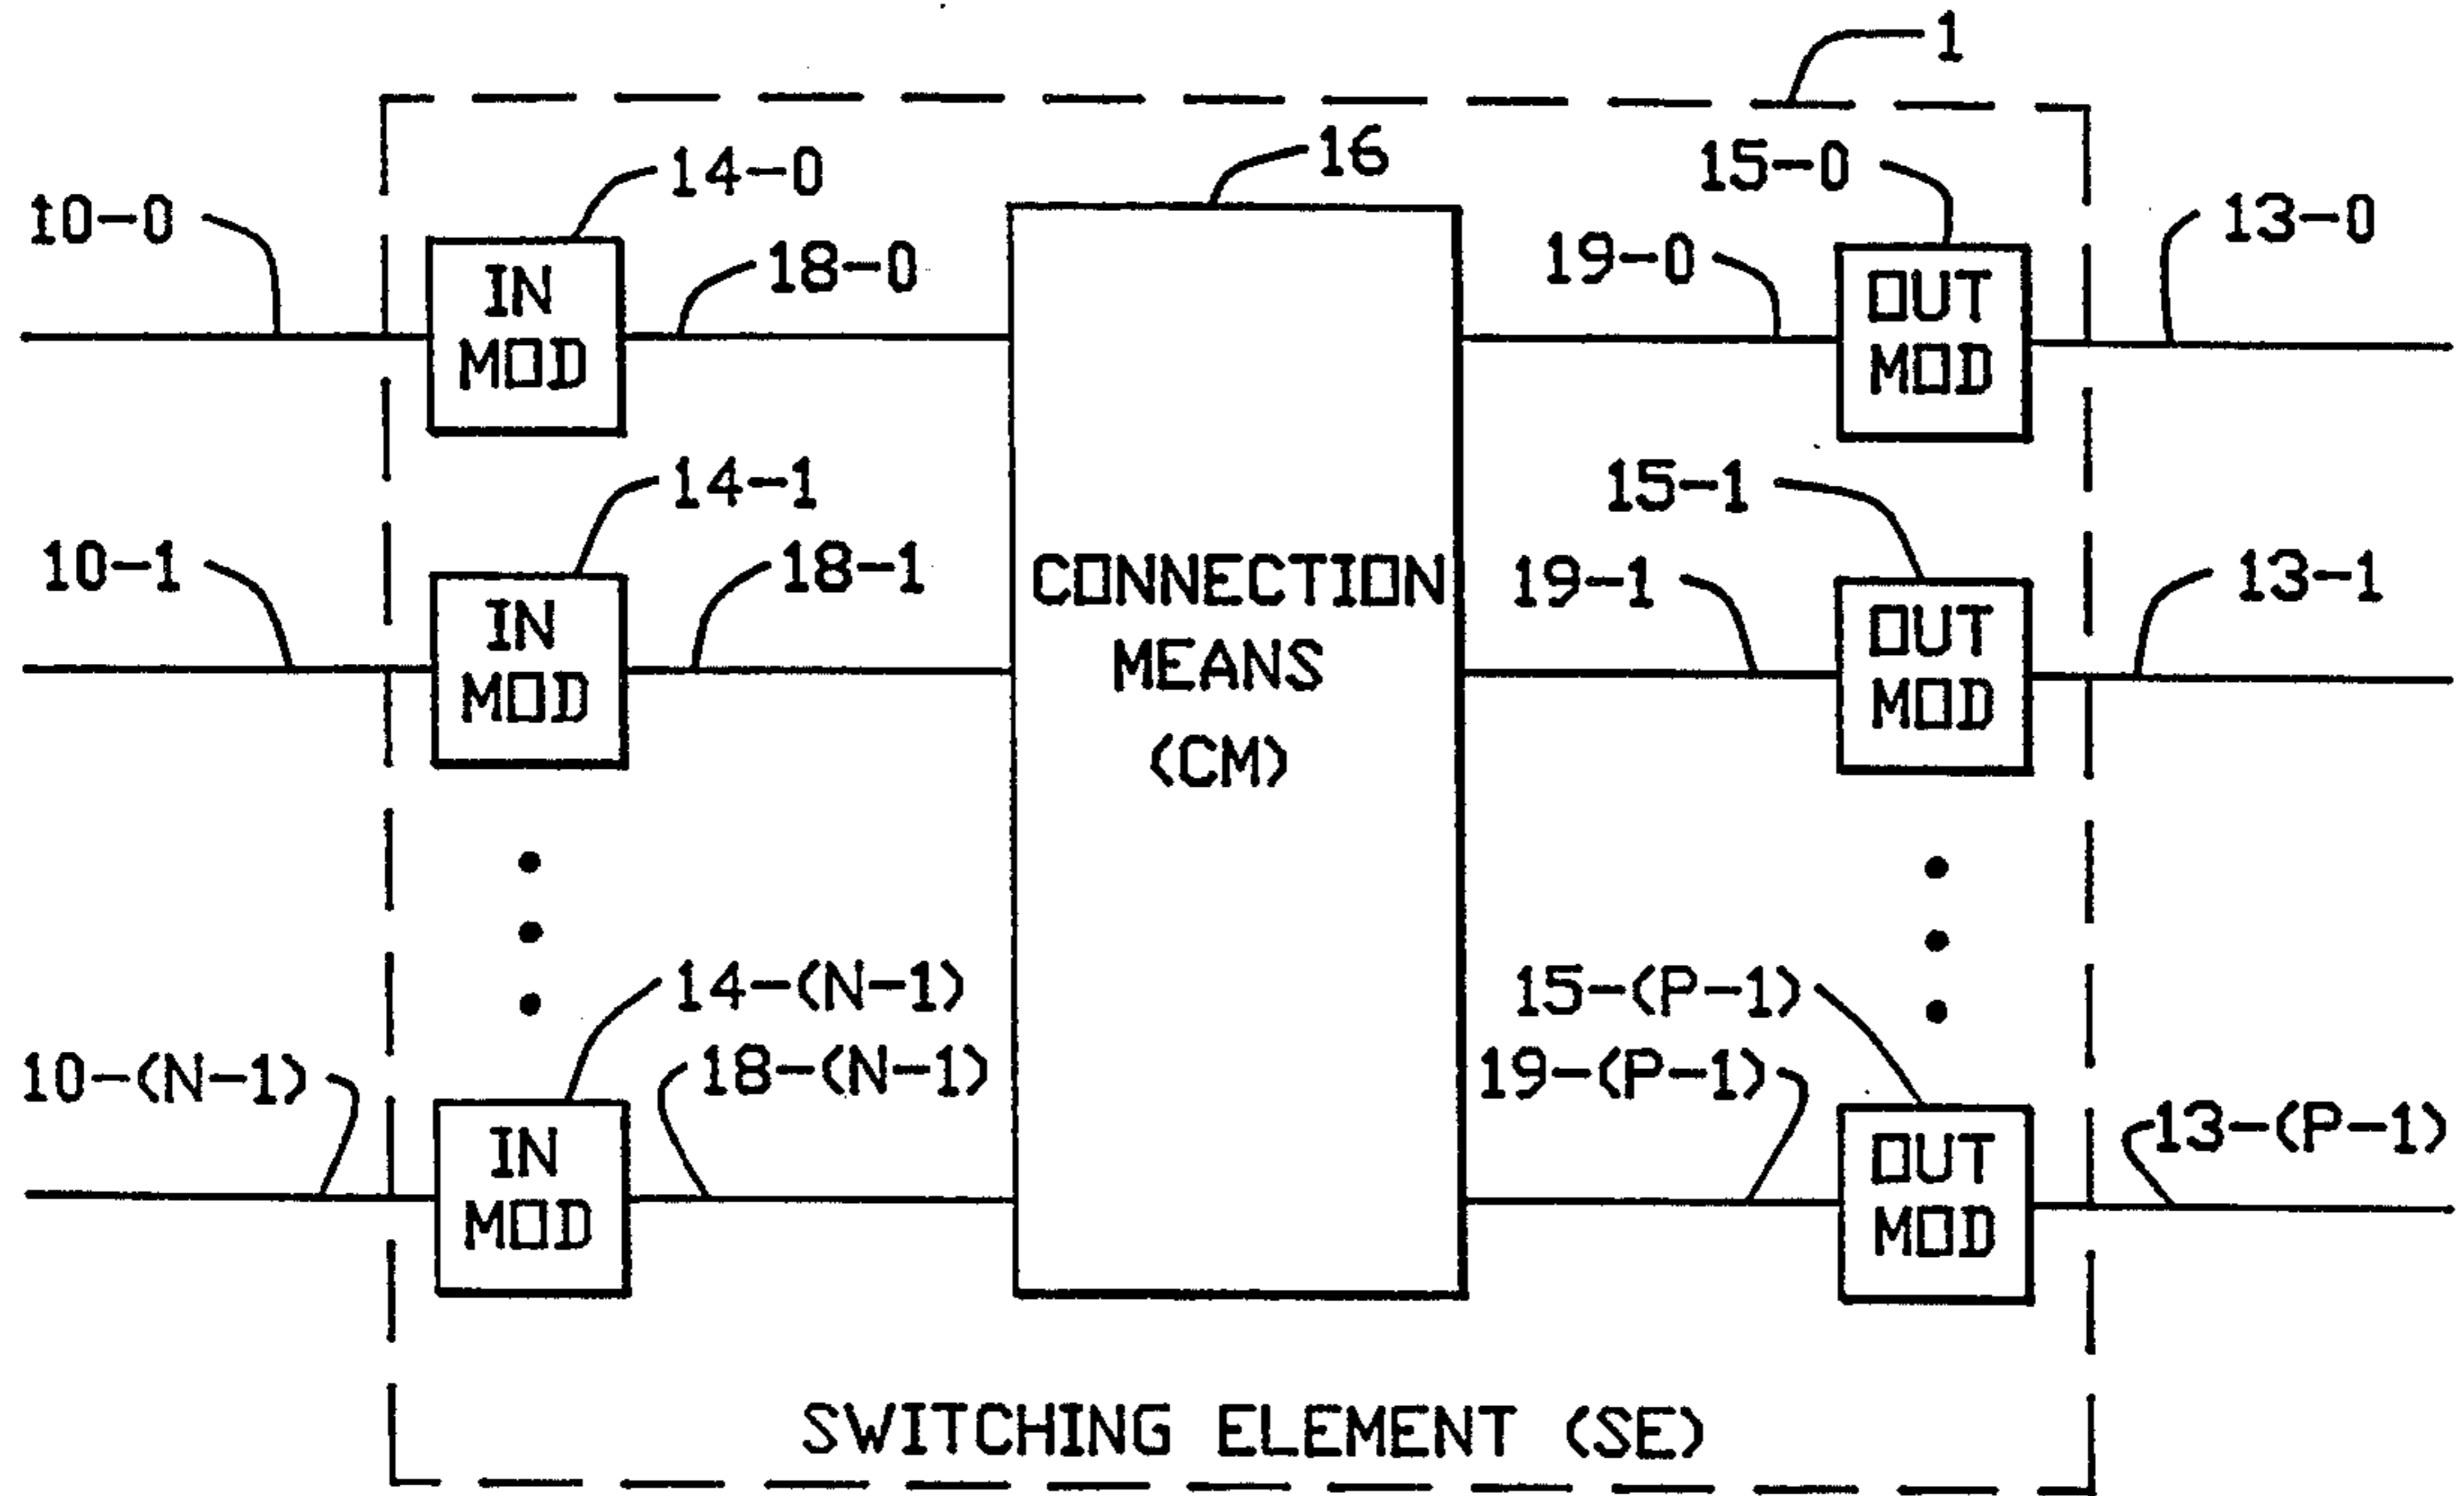 1
16
14-0
15-0
10-0
13-0
18-0
19-0
IN
MOD
OUT
MOD
14-1
15-1
10-1
18-1
19-1
13-1
IN
MOD
CONNECTION
MEANS
(CM)
OUT
MOD
14-(N-1)
15-(P-1)
10-(N-1)
18-(N-1)
19-(P-1)
13-(P-1)
IN
MOD
OUT
MOD
SWITCHING ELEMENT (SE)